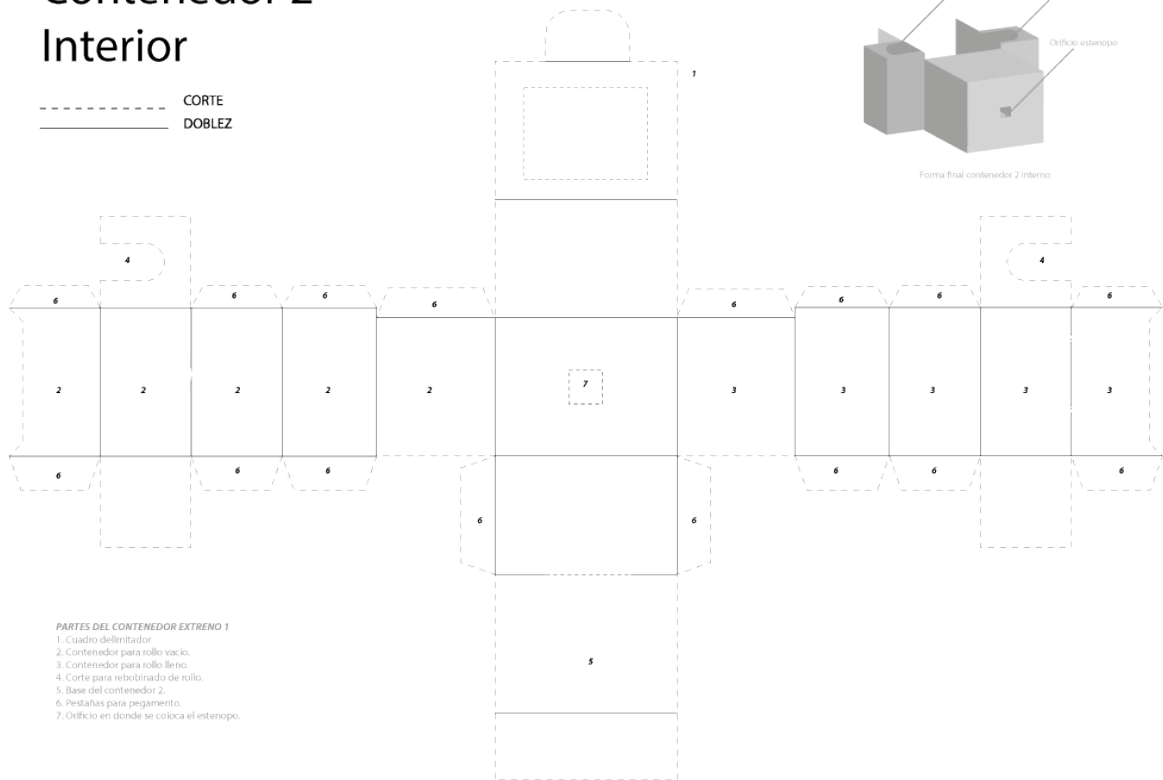 Contenedor 2
Interior
CORTE
DOBLEZ
1
Orificio estenopo
Forma final contenedor 2 interno
4
4
6
6
6
6
6
6
6
6
2
2
2
2
2
7
3
3
3
3
3
6
6
6
6
6
6
6
6
5
PARTES DEL CONTENEDOR EXTRENO 1
1. Cuadro delimitador
2. Contenedor para rollo vacio.
3. Contenedor para rollo lleno.
4. Corte para rebobinado de rollo.
5. Base del contenedor 2.
6. Pestañas para pegamento.
7. Orificio en donde se coloca el estenopo.